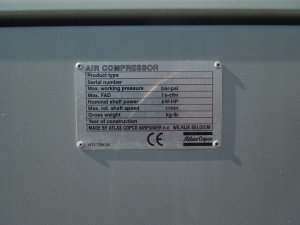 AIR COMPRESSOR
Product type
Serial number
Max. working pressure bar-psi
Max. FAD l/s-cfm
Nominal shaft power kW-HP
Max. rot. shaft speed r/min
Gross weight kg-lb
Year of construction
MADE BY ATLAS COPCO AIRPOWER n.v. WILRIJK BELGIUM
CE
Atlas Copco